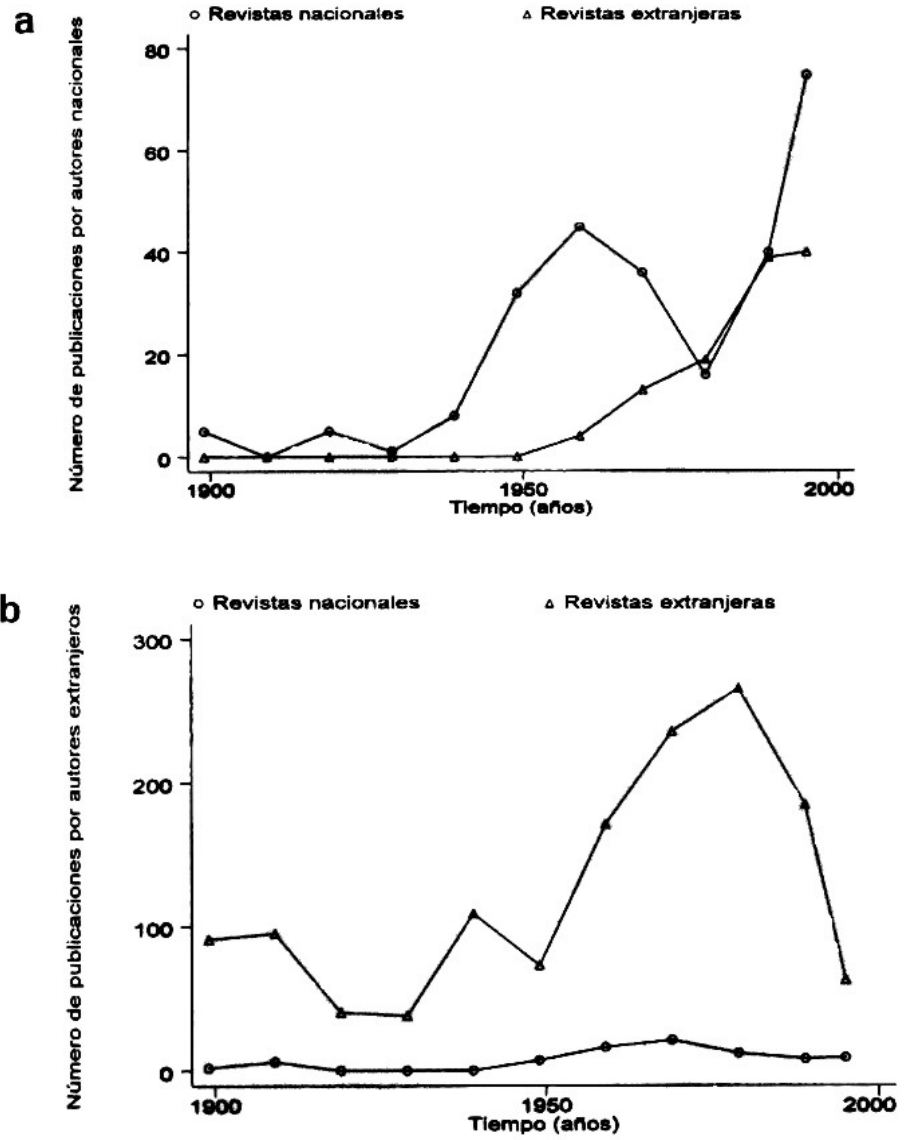 a
Revistas nacionales
Revistas extranjeras
Número de publicaciones por autores nacionales
80
60
40
20
0
1900
1950
2000
Tiempo (años)
b
Revistas nacionales
Revistas extranjeras
Número de publicaciones por autores extranjeros
300
200
100
0
1900
1950
2000
Tiempo (años)